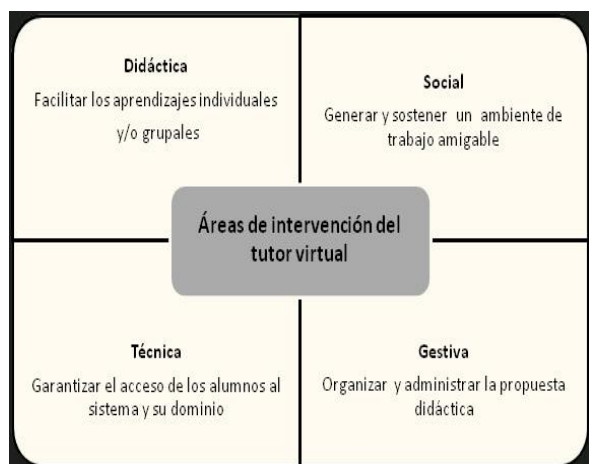 Didáctica
Facilitar los aprendizajes individuales
y/o grupales
Social
Generar y sostener un ambiente de
trabajo amigable
Áreas de intervención del
tutor virtual
Técnica
Garantizar el acceso de los alumnos al
sistema y su dominio
Gestiva
Organizar y administrar la propuesta
didáctica